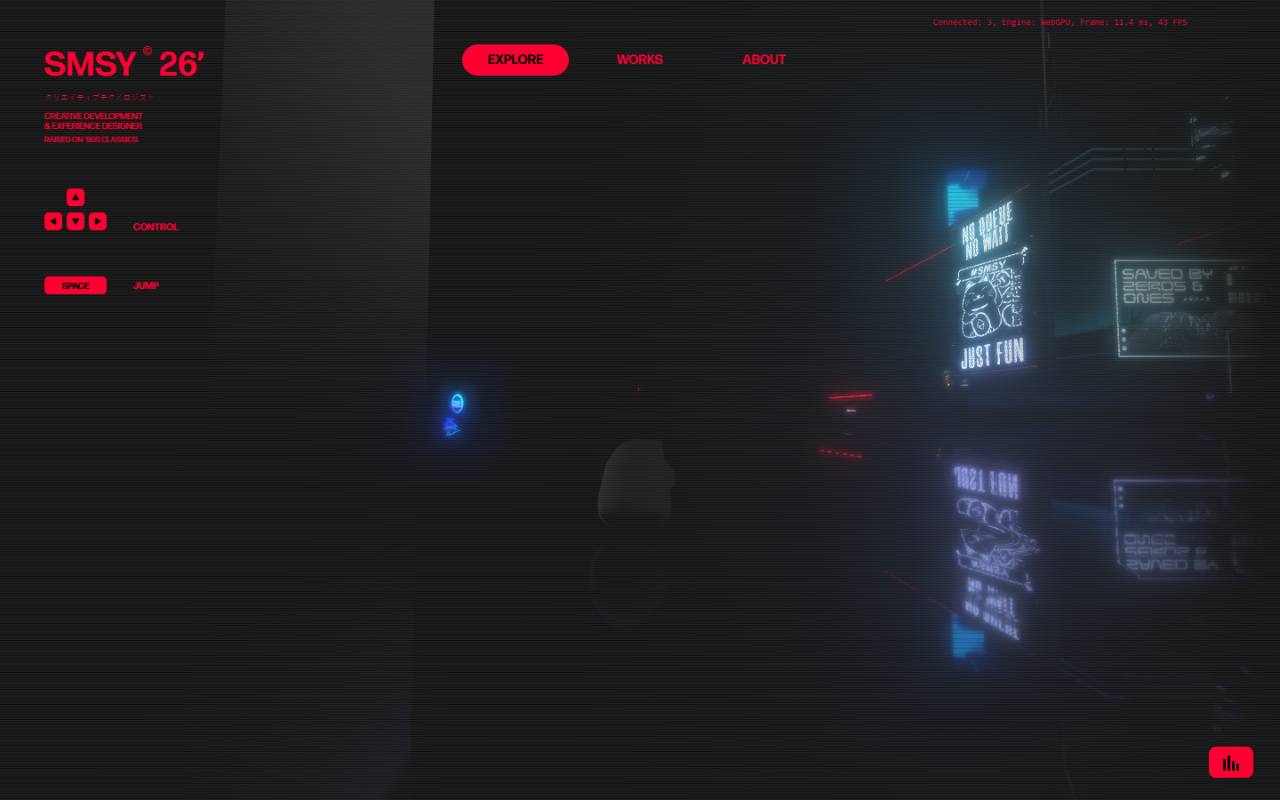 Connected: 3, Engine: WebGPU, Frame: 11.4 ms, 43 FPS
SMSY © 26’
EXPLORE
WORKS
ABOUT
CREATIVE DEVELOPMENT
& EXPERIENCE DESIGNER
RAISED ON '90S CLASSICS
CONTROL
SPACE
JUMP
NO QUEUE
NO WAIT
#SMSY
JUST FUN
SAVED BY
ZEROS &
ONES